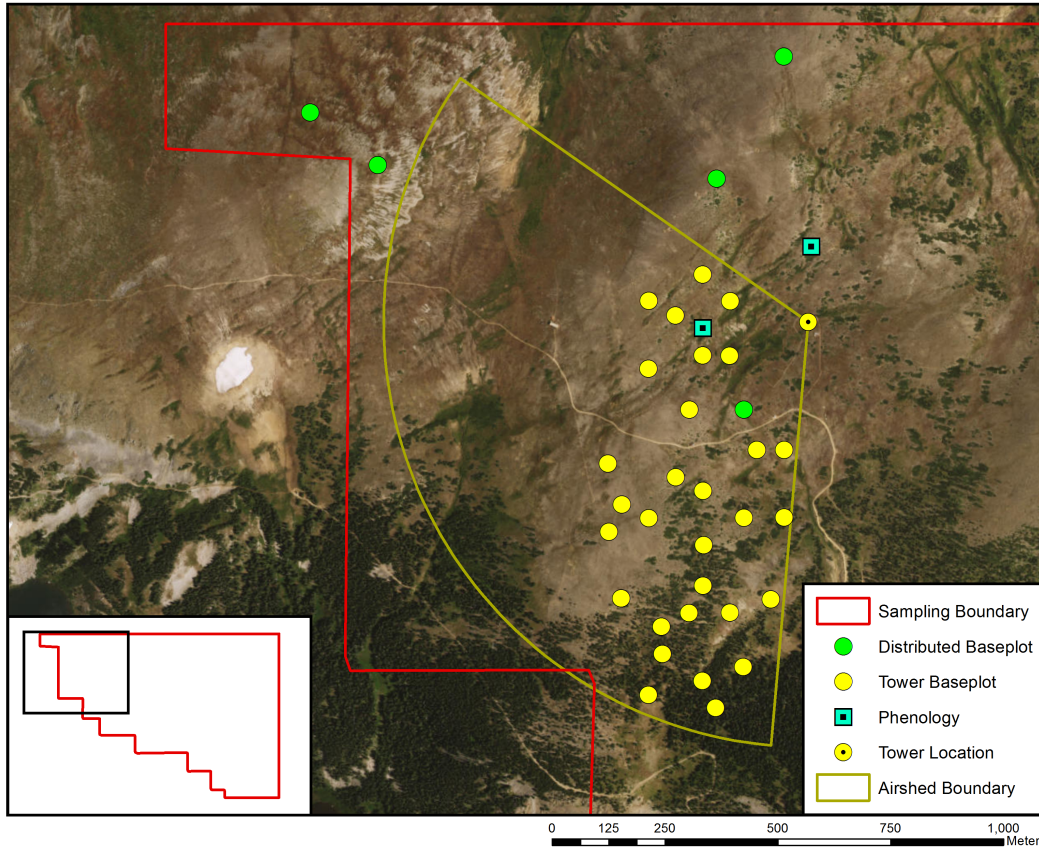 Sampling Boundary
Distributed Baseplot
Tower Baseplot
Phenology
Tower Location
Airshed Boundary
0 125 250 500 750 1,000
Meter